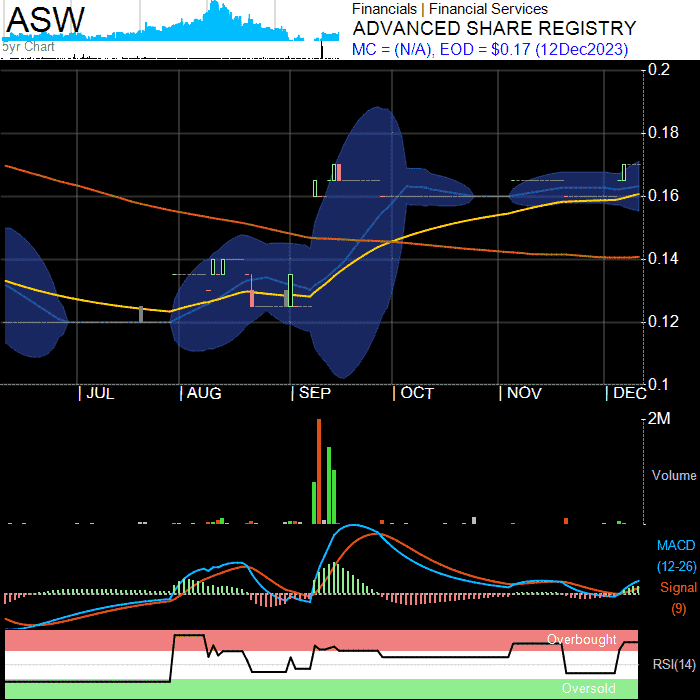 ASW
5yr Chart
Financials | Financial Services
ADVANCED SHARE REGISTRY
MC = (N/A), EOD = $0.17 (12Dec2023)
0.2
0.18
0.16
0.14
0.12
0.1
| JUL
| AUG
| SEP
| OCT
| NOV
| DEC
2M
Volume
MACD
(12-26)
Signal
(9)
Overbought
RSI(14)
Oversold